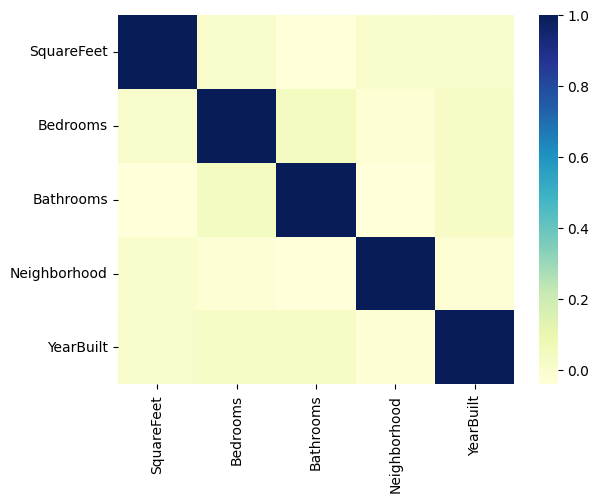 SquareFeet
Bedrooms
Bathrooms
Neighborhood
YearBuilt
SquareFeet
Bedrooms
Bathrooms
Neighborhood
YearBuilt
1.0
0.8
0.6
0.4
0.2
0.0